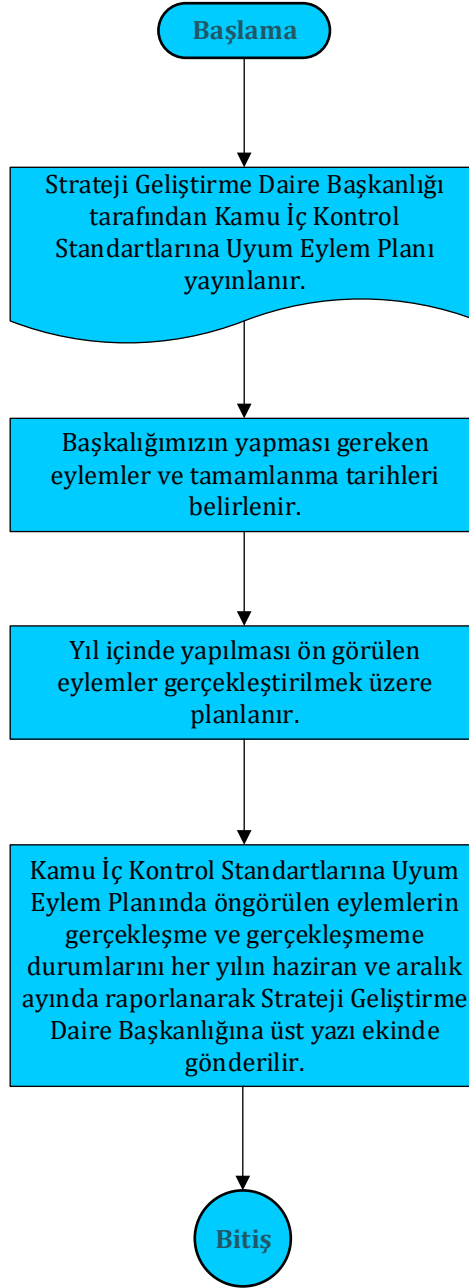 Başlama
Strateji Geliştirme Daire Başkanlığı
tarafından Kamu İç Kontrol
Standartlarına Uyum Eylem Planı
yayınlanır.
Başkalığımızın yapması gereken
eylemler ve tamamlanma tarihleri
belirlenir.
Yıl içinde yapılması ön görülen
eylemler gerçekleştirilmek üzere
planlanır.
Kamu İç Kontrol Standartlarına Uyum
Eylem Planında öngörülen eylemlerin
gerçekleşme ve gerçekleşmeme
durumlarını her yılın haziran ve aralık
ayında raporlanarak Strateji Geliştirme
Daire Başkanlığına üst yazı ekinde
gönderilir.
Bitiş